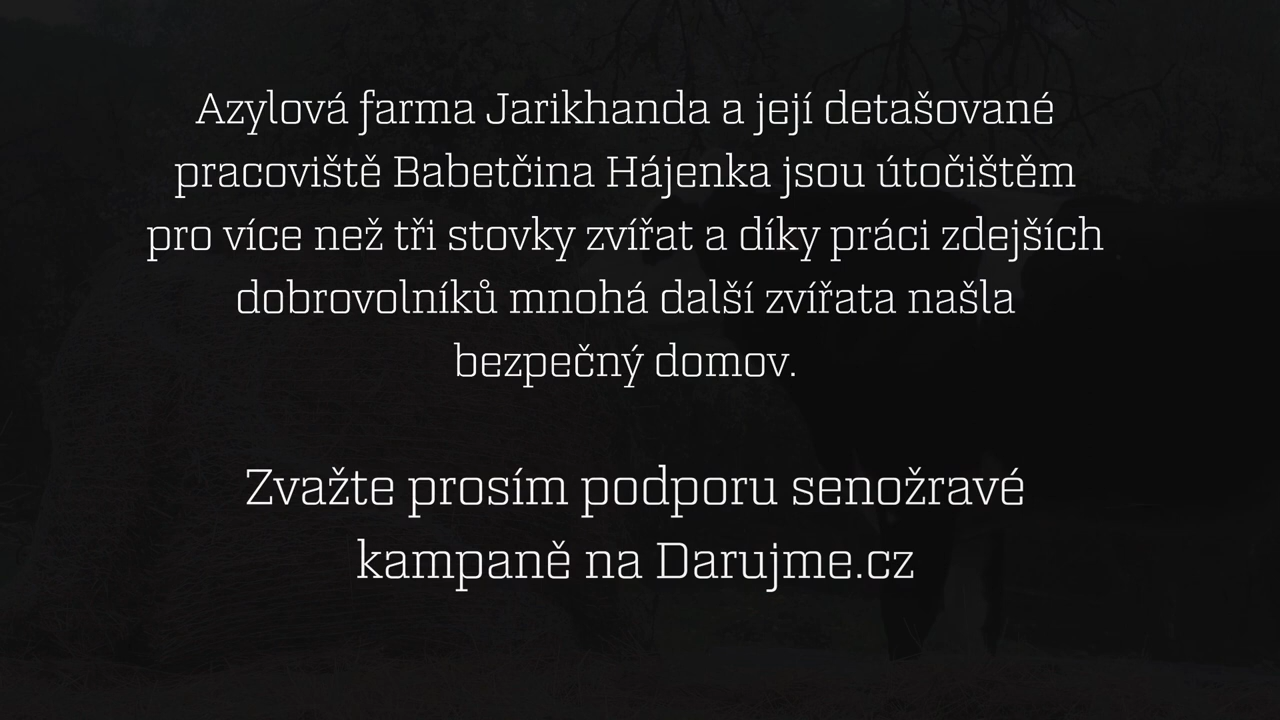 Azylová farma Jarikhanda a její detašované
pracoviště Babetčina Hájenka jsou útočištěm
pro více než tři stovky zvířat a díky práci zdejších
dobrovolníků mnohá další zvířata našla
bezpečný domov.
Zvažte prosím podporu senožravé
kampaně na Darujme.cz